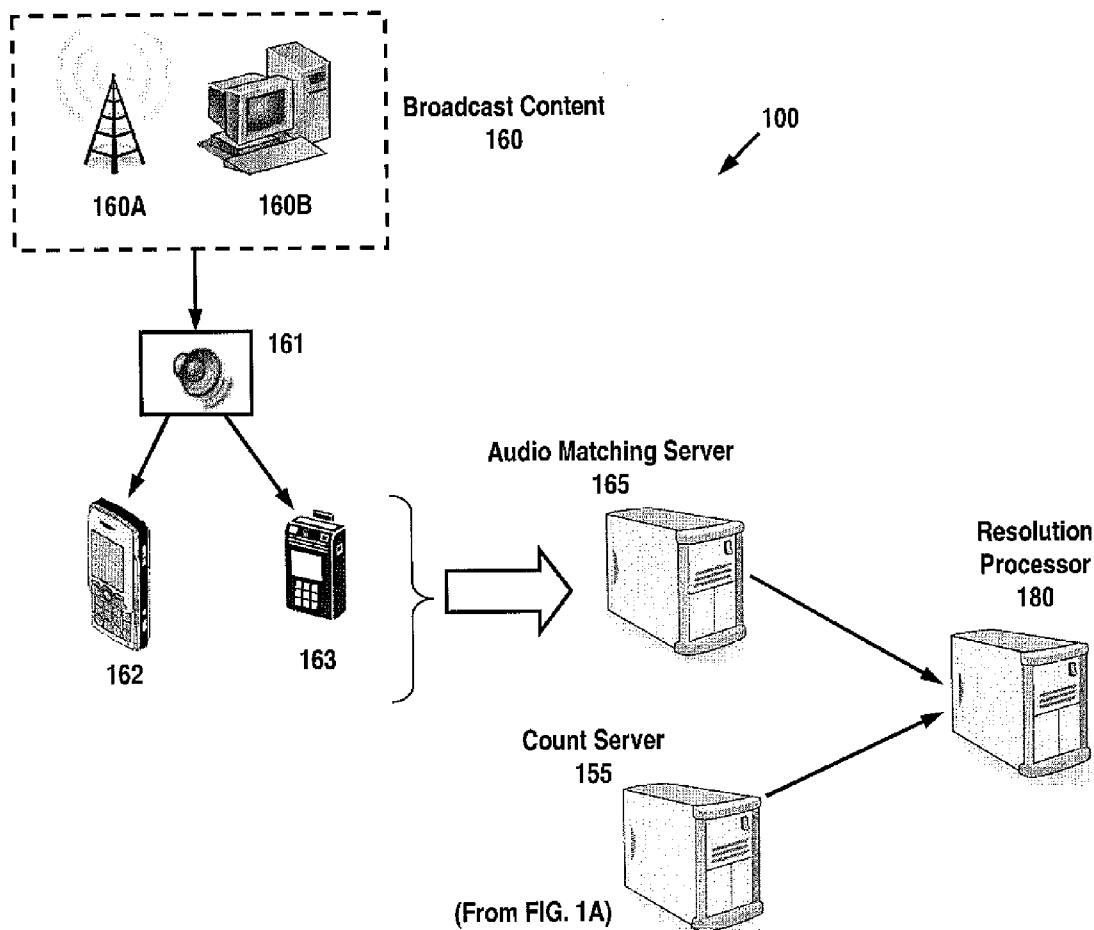 Broadcast Content
160
100
160A
160B
161
Audio Matching Server
165
Resolution
Processor
180
162
163
Count Server
155
(From FIG. 1A)